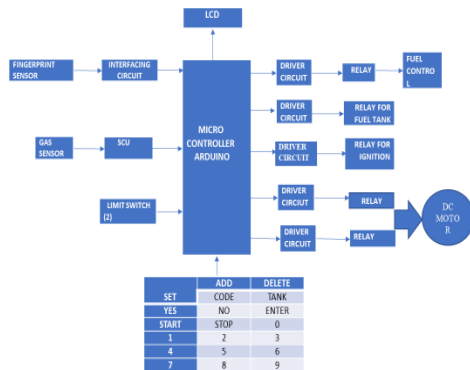 LCD
FINGERPRINT
SENSOR
INTERFACING
CIRCUIT
GAS
SENSOR
SCU
LIMIT SWITCH
(2)
MICRO
CONTROLLER
ARDUINO
DRIVER
CIRCUIT
RELAY
FUEL
CONTRO
L
DRIVER
CIRCUIT
RELAY FOR
FUEL TANK
DRIVER
CIRCUIT
RELAY FOR
IGNITION
DRIVER
CIRCIUT
RELAY
DRIVER
CIRCUIT
RELAY
DC
MOTO
R
ADD DELETE
SET CODE TANK
YES NO ENTER
START STOP 0
1 2 3
4 5 6
7 8 9